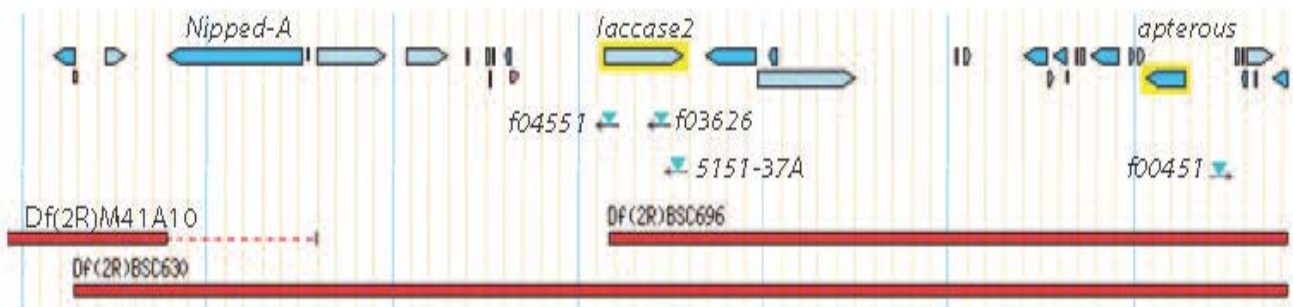 Nipped-A laccase2 apterous
f04551 f03626
5151-37A f00451
Df(2R)M41A10 Df(2R)BSC696
Df(2R)BSC630